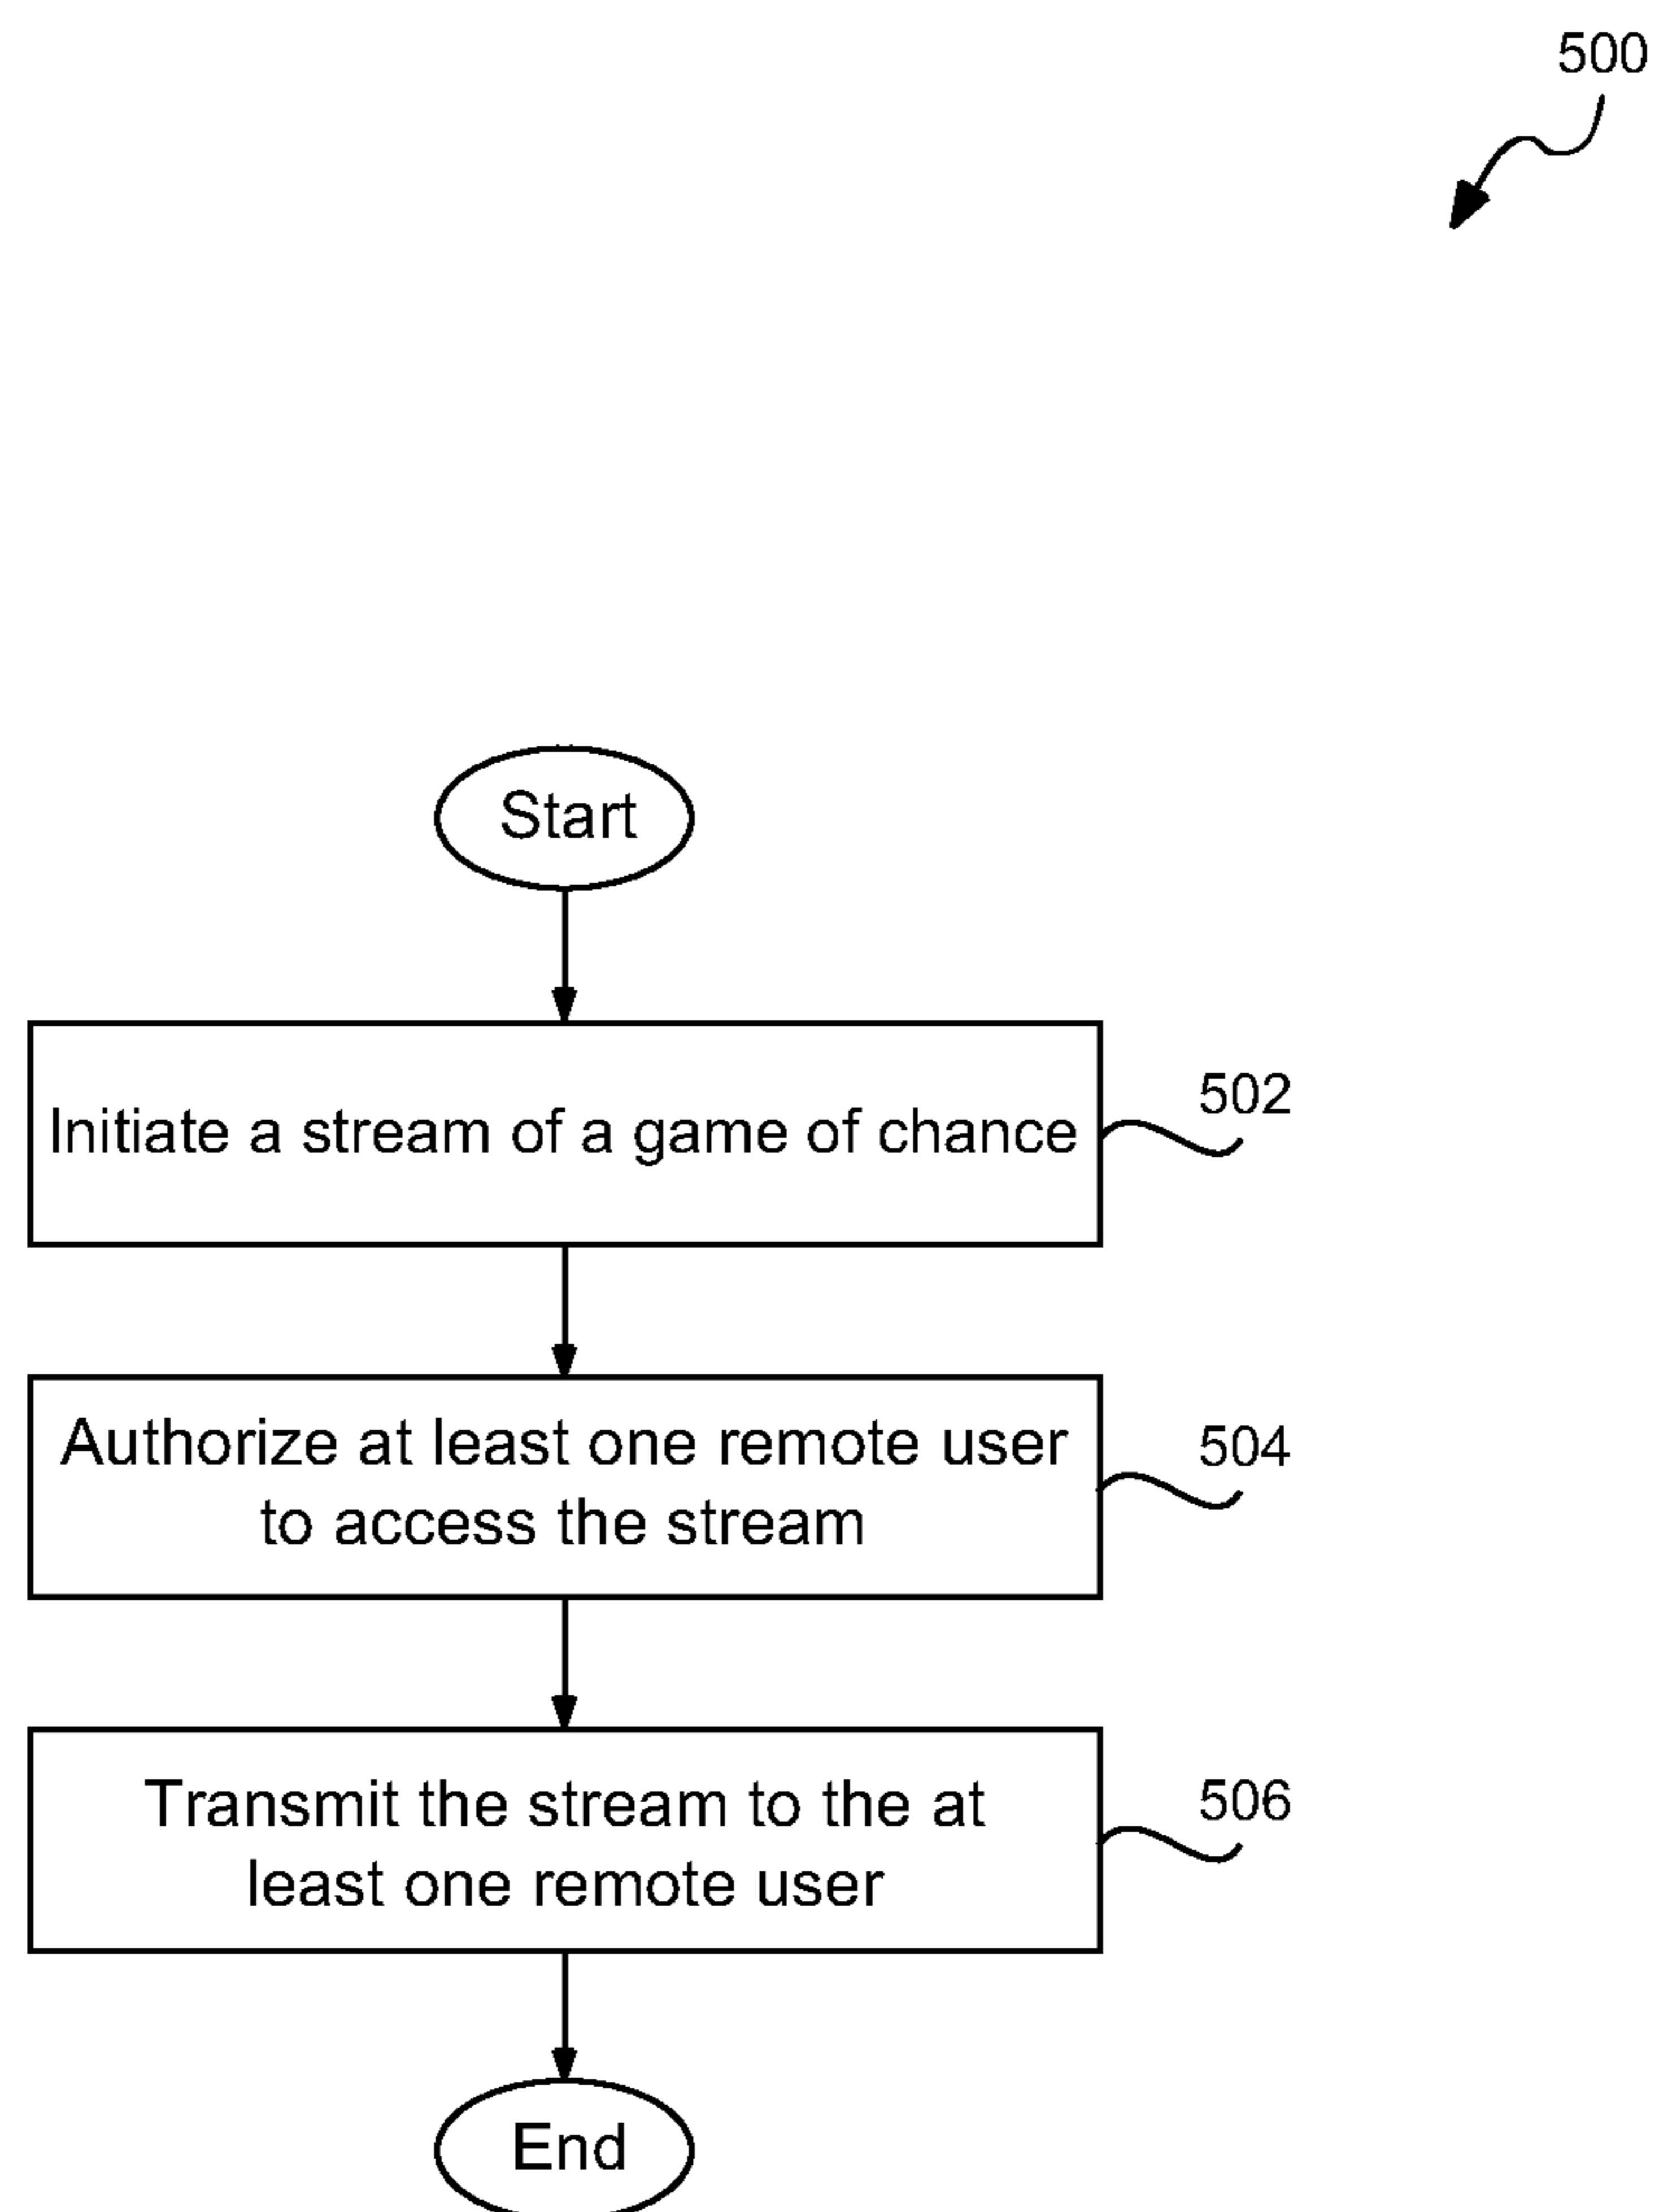 500
Start
Initiate a stream of a game of chance
502
Authorize at least one remote user
to access the stream
504
Transmit the stream to the at
least one remote user
506
End